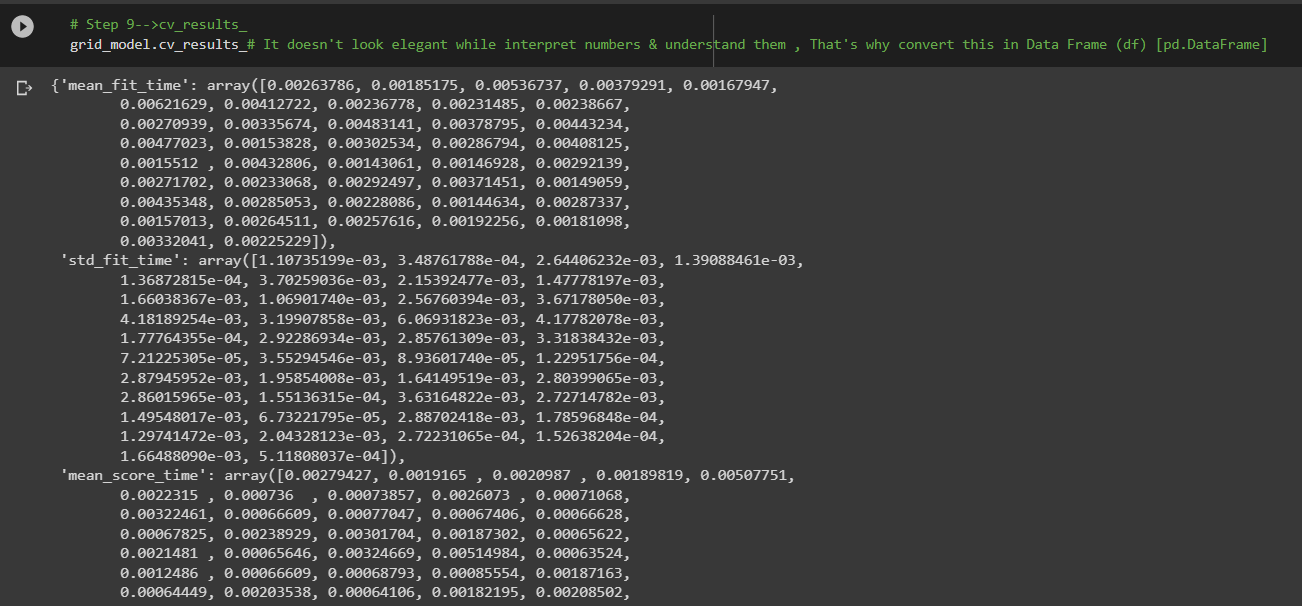 # Step 9-->cv_results_
grid_model.cv_results_# It doesn't look elegant while interpret numbers & understand them , That's why convert this in Data Frame (df) [pd.DataFrame]
{'mean_fit_time': array([0.00263786, 0.00185175, 0.00536737, 0.00379291, 0.00167947,
0.00621629, 0.00412722, 0.00236778, 0.00231485, 0.00238667,
0.00270939, 0.00335674, 0.00483141, 0.00378795, 0.00443234,
0.00477023, 0.00153828, 0.00302534, 0.00286794, 0.00408125,
0.0015512 , 0.00432806, 0.00143061, 0.00146928, 0.00292139,
0.00271702, 0.00233068, 0.00292497, 0.00371451, 0.00149059,
0.00435348, 0.00285053, 0.00228086, 0.00144634, 0.00287337,
0.00157013, 0.00264511, 0.00257616, 0.00192256, 0.00181098,
0.00332041, 0.00225229]),
'std_fit_time': array([1.10735199e-03, 3.48761788e-04, 2.64406232e-03, 1.39088461e-03,
1.36872815e-04, 3.70259036e-03, 2.15392477e-03, 1.47778197e-03,
1.66038367e-03, 1.06901740e-03, 2.56760394e-03, 3.67178050e-03,
4.18189254e-03, 3.19907858e-03, 6.06931823e-03, 4.17782078e-03,
1.77764355e-04, 2.92286934e-03, 2.85761309e-03, 3.31838432e-03,
7.21225305e-05, 3.55294546e-03, 8.93601740e-05, 1.22951756e-04,
2.87945952e-03, 1.95854008e-03, 1.64149519e-03, 2.80399065e-03,
2.86015965e-03, 1.55136315e-04, 3.63164822e-03, 2.72714782e-03,
1.49548017e-03, 6.73221795e-05, 2.88702418e-03, 1.78596848e-04,
1.29741472e-03, 2.04328123e-03, 2.72231065e-04, 1.52638204e-04,
1.66488090e-03, 5.11808037e-04]),
'mean_score_time': array([0.00279427, 0.0019165 , 0.0020987 , 0.00189819, 0.00507751,
0.0022315 , 0.000736  , 0.00073857, 0.0026073 , 0.00071068,
0.00322461, 0.00066609, 0.00077047, 0.00067406, 0.00066628,
0.00067825, 0.00238929, 0.00301704, 0.00187302, 0.00065622,
0.0021481 , 0.00065646, 0.00324669, 0.00514984, 0.00063524,
0.0012486 , 0.00066609, 0.00068793, 0.00085554, 0.00187163,
0.00064449, 0.00203538, 0.00064106, 0.00182195, 0.00208502,